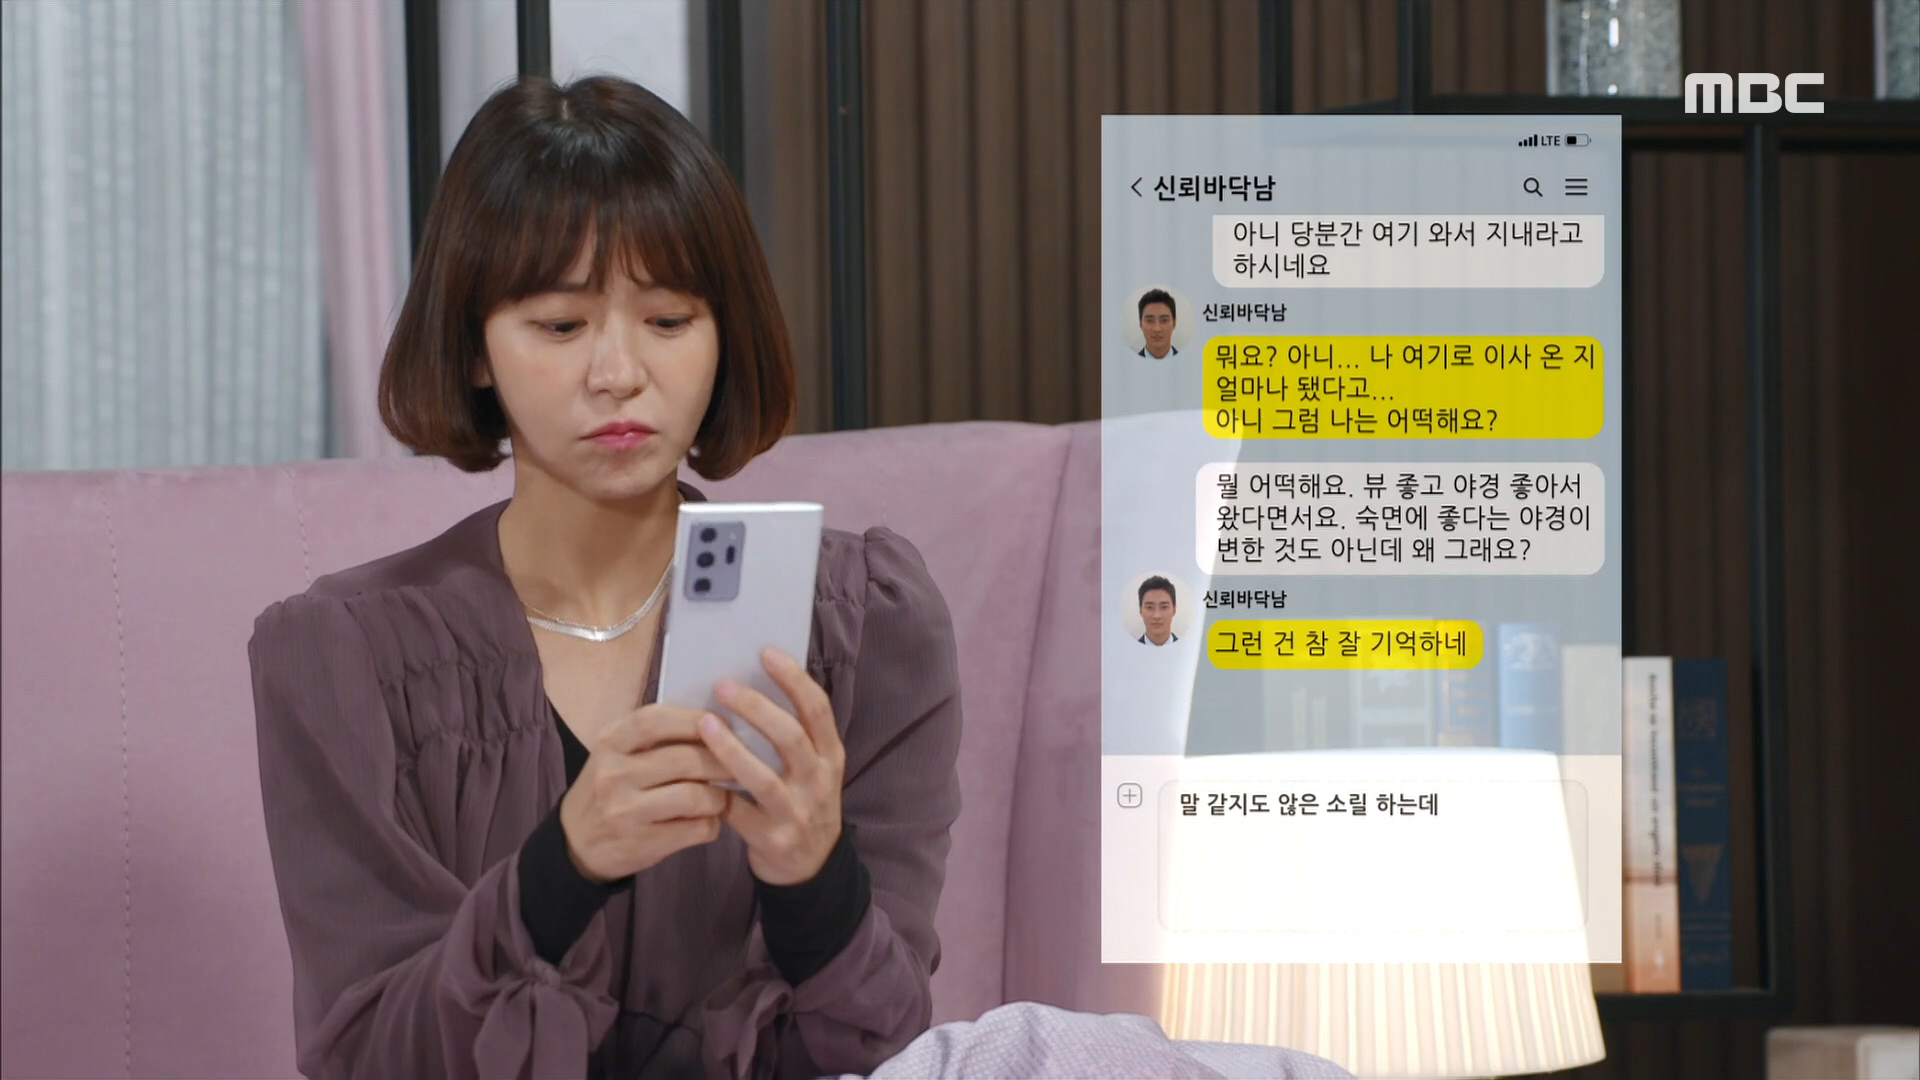 MBC
LTE
신뢰바닥남
아니 당분간 여기 와서 지내라고
하시네요
신뢰바닥남
뭐요? 아니... 나 여기로 이사 온 지
얼마나 됐다고...
아니 그럼 나는 어떡해요?
뭘 어떡해요. 뷰 좋고 야경 좋아서
왔다면서요. 숙면에 좋다는 야경이
변한 것도 아닌데 왜 그래요?
신뢰바닥남
그런 건 참 잘 기억하네
말 같지도 않은 소릴 하는데